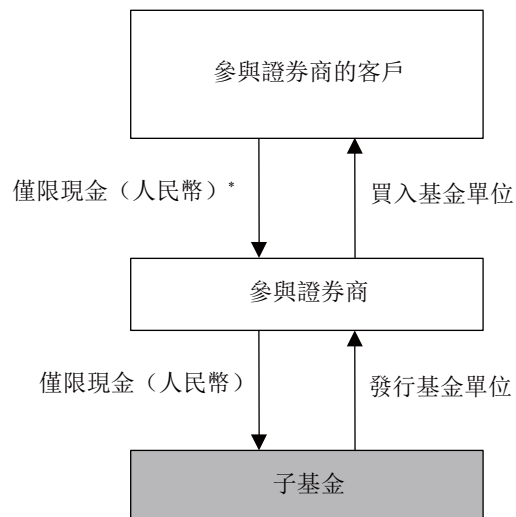 參與證券商的客戶
僅限現金（人民幣）*
買入基金單位
參與證券商
僅限現金（人民幣）
發行基金單位
子基金